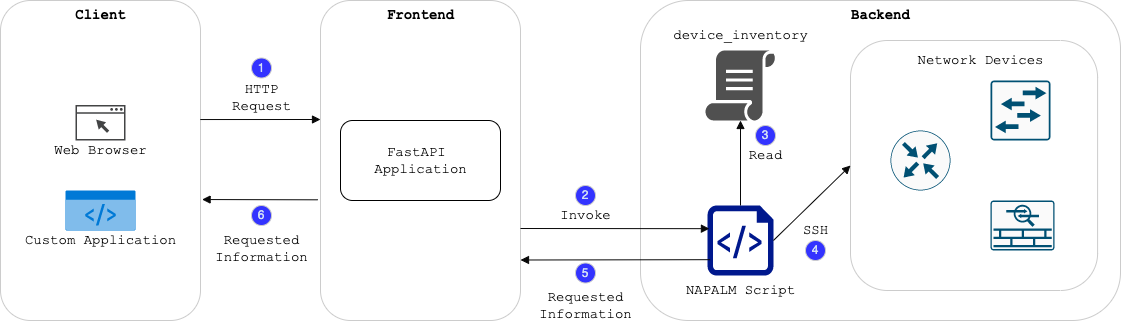 Client
Frontend
Backend
1
HTTP
Request
Web Browser
</>
Custom Application
6
Requested
Information
FastAPI
Application
2
Invoke
5
Requested
Information
device_inventory
3
Read
</>
NAPALM Script
SSH
4
Network Devices